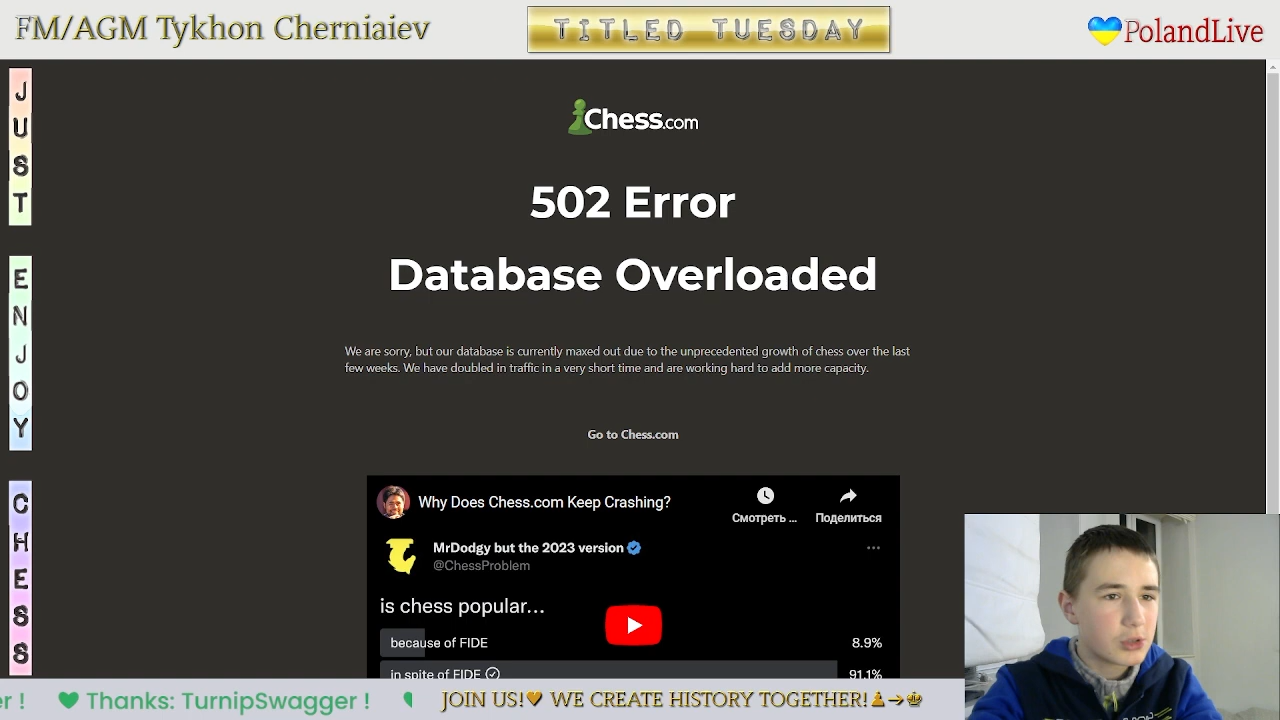 FM/AGM Tykhon Cherniaiev
TITLED TUESDAY
PolandLive
JUST
ENJOY
CHESS
Chess.com
502 Error
Database Overloaded
We are sorry, but our database is currently maxed out due to the unprecedented growth of chess over the last
few weeks. We have doubled in traffic in a very short time and are working hard to add more capacity.
Go to Chess.com
Why Does Chess.com Keep Crashing?
Смотреть ...
Поделиться
MrDodgy but the 2023 version
@ChessProblem
is chess popular...
because of FIDE 8.9%
in spite of FIDE 91.1%
er ! Thanks: TurnipSwagger !
JOIN US! WE CREATE HISTORY TOGETHER!